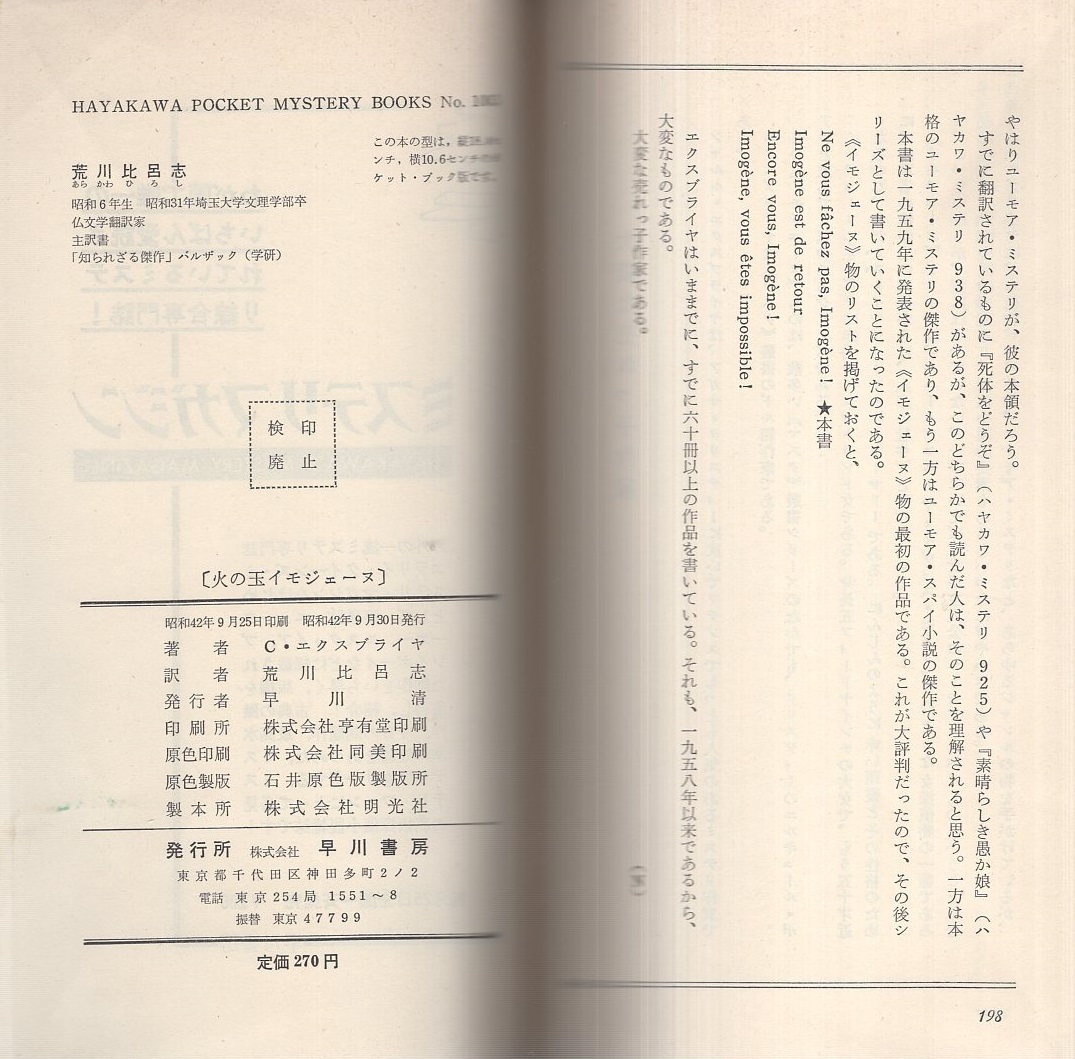 やはりユーモア・ミステリが、彼の本領だろう。
すでに翻訳されているものに『死体をどうぞ』（ハヤカワ・ミステリ　925）や『素晴らしき愚か娘』（ハ
ヤカワ・ミステリ　938）があるが、このどちらかでも読んだ人は、そのことを理解されると思う。一方は本
格のユーモア・ミステリの傑作であり、もう一方はユーモア・スパイ小説の傑作である。
本書は一九五九年に発表された《イモジェーヌ》物の最初の作品である。これが大評判だったので、その後シ
リーズとして書いていくことになったのである。
《イモジェーヌ》物のリストを掲げておくと、
Ne vous fâchez pas, Imogène! ★本書
Imogène est de retour
Encore vous, Imogène!
Imogène, vous êtes impossible!
エクスブライヤはいままでに、すでに六十冊以上の作品を書いている。それも、一九五八年以来であるから、
大変なものである。
大変な売れっ子作家である。
198
HAYAKAWA POCKET MYSTERY BOOKS No.
この本の型は，縦
ンチ，横10.6センチの
ケット・ブック版です。
荒川比呂志
あら かわ ひ ろ し
昭和6年生　昭和31年埼玉大学文理学部卒
仏文学翻訳家
主訳書
「知られざる傑作」バルザック（学研）
検印
廃止
〔火の玉イモジェーヌ〕
昭和42年9月25日印刷　昭和42年9月30日発行
著者　C・エクスブライヤ
訳者　荒川比呂志
発行者　早川清
印刷所　株式会社亨有堂印刷
原色印刷　株式会社同美印刷
原色製版　石井原色版製版所
製本所　株式会社明光社
発行所　株式会社　早川書房
東京都千代田区神田多町2ノ2
電話　東京254局 1551～8
振替　東京 47799
定価270円